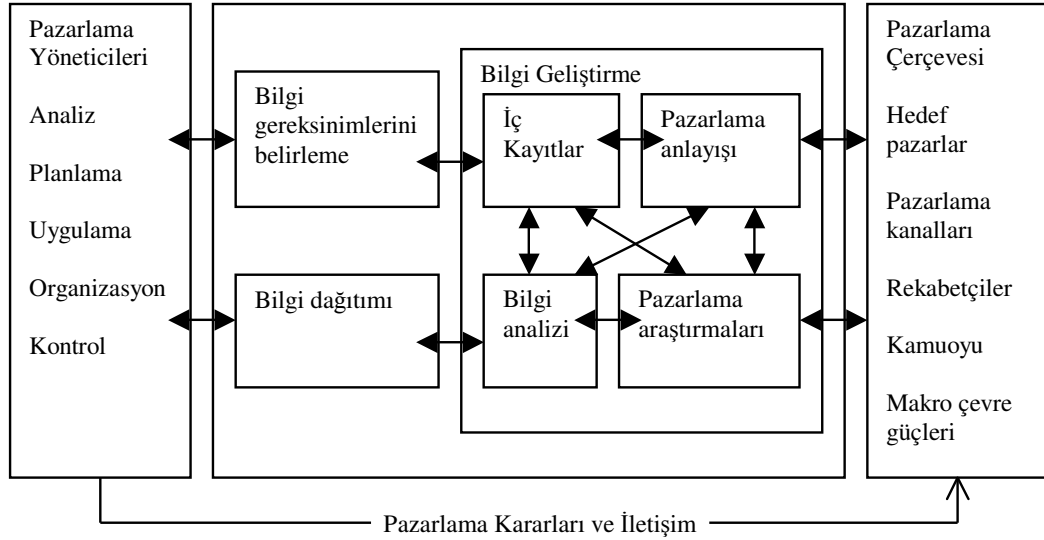 Pazarlama
Yöneticileri
Analiz
Planlama
Uygulama
Organizasyon
Kontrol
Bilgi
gereksinimlerini
belirleme
Bilgi dağıtımı
Bilgi Geliştirme
İç
Kayıtlar
Pazarlama
anlayışı
Bilgi
analizi
Pazarlama
araştırmaları
Pazarlama
Çerçevesi
Hedef
pazarlar
Pazarlama
kanalları
Rekabetçiler
Kamuoyu
Makro çevre
güçleri
Pazarlama Kararları ve İletişim